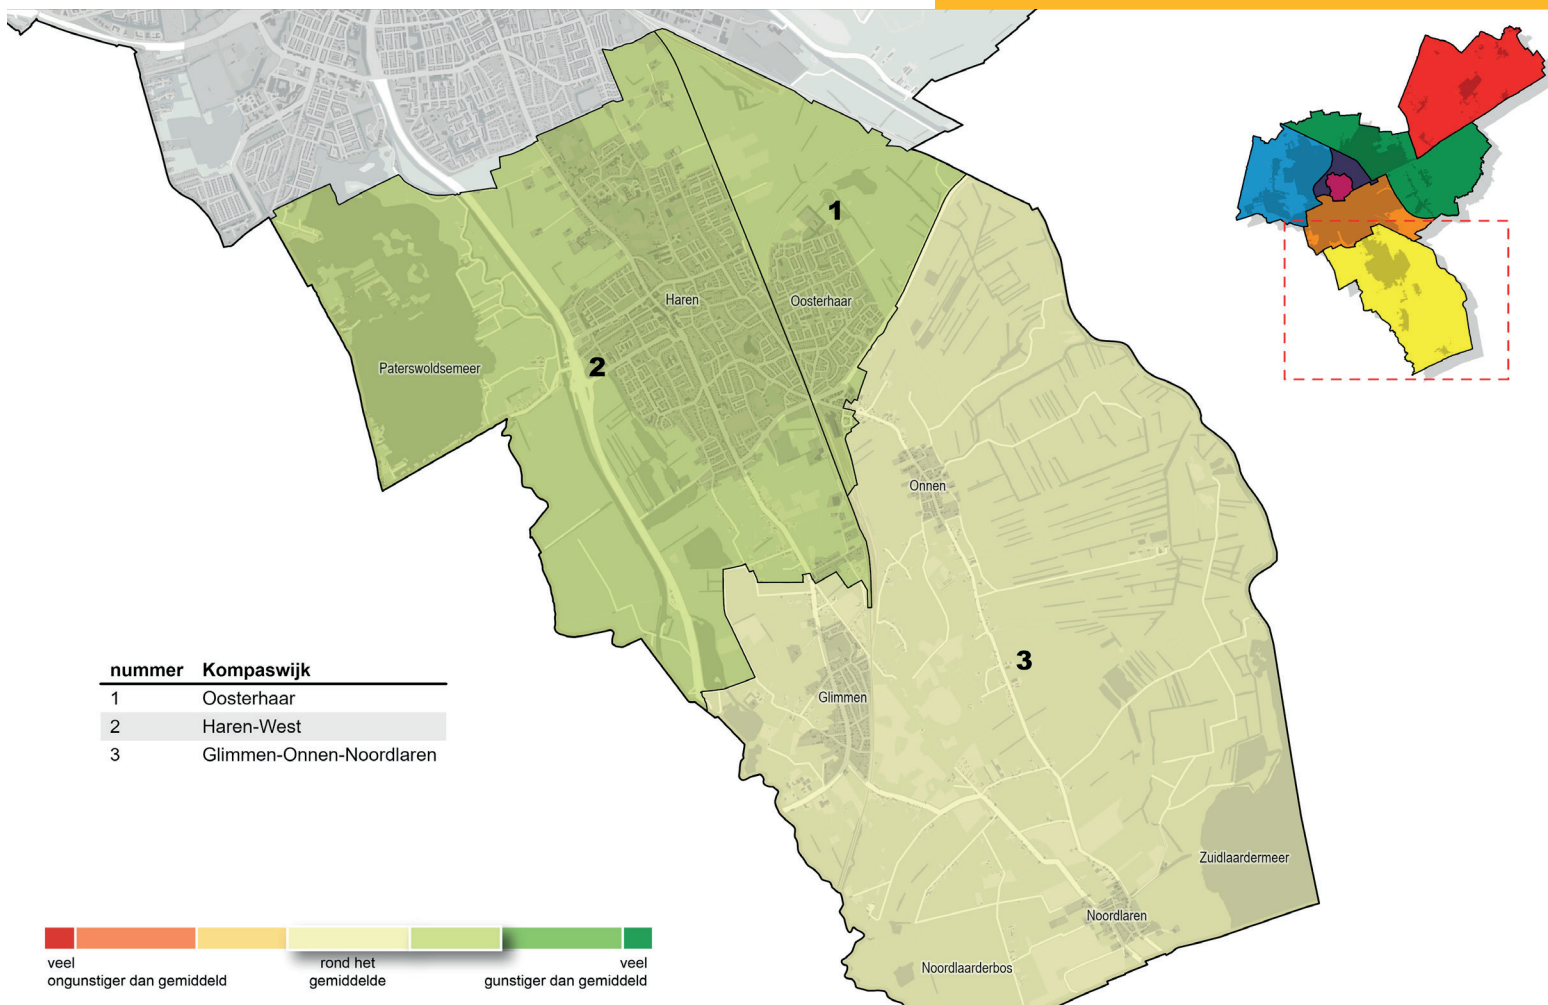 1
Haren
Oosterhaar
2
Paterswoldsemeer
Onnen
nummer Kompaswijk
1 Oosterhaar
2 Haren-West
3 Glimmen-Onnen-Noordlaren
3
Glimmen
Zuidlaardermeer
Noordlaren
Noordlaarderbos
veel
ongunstiger dan gemiddeld
rond het
gemiddelde
veel
gunstiger dan gemiddeld